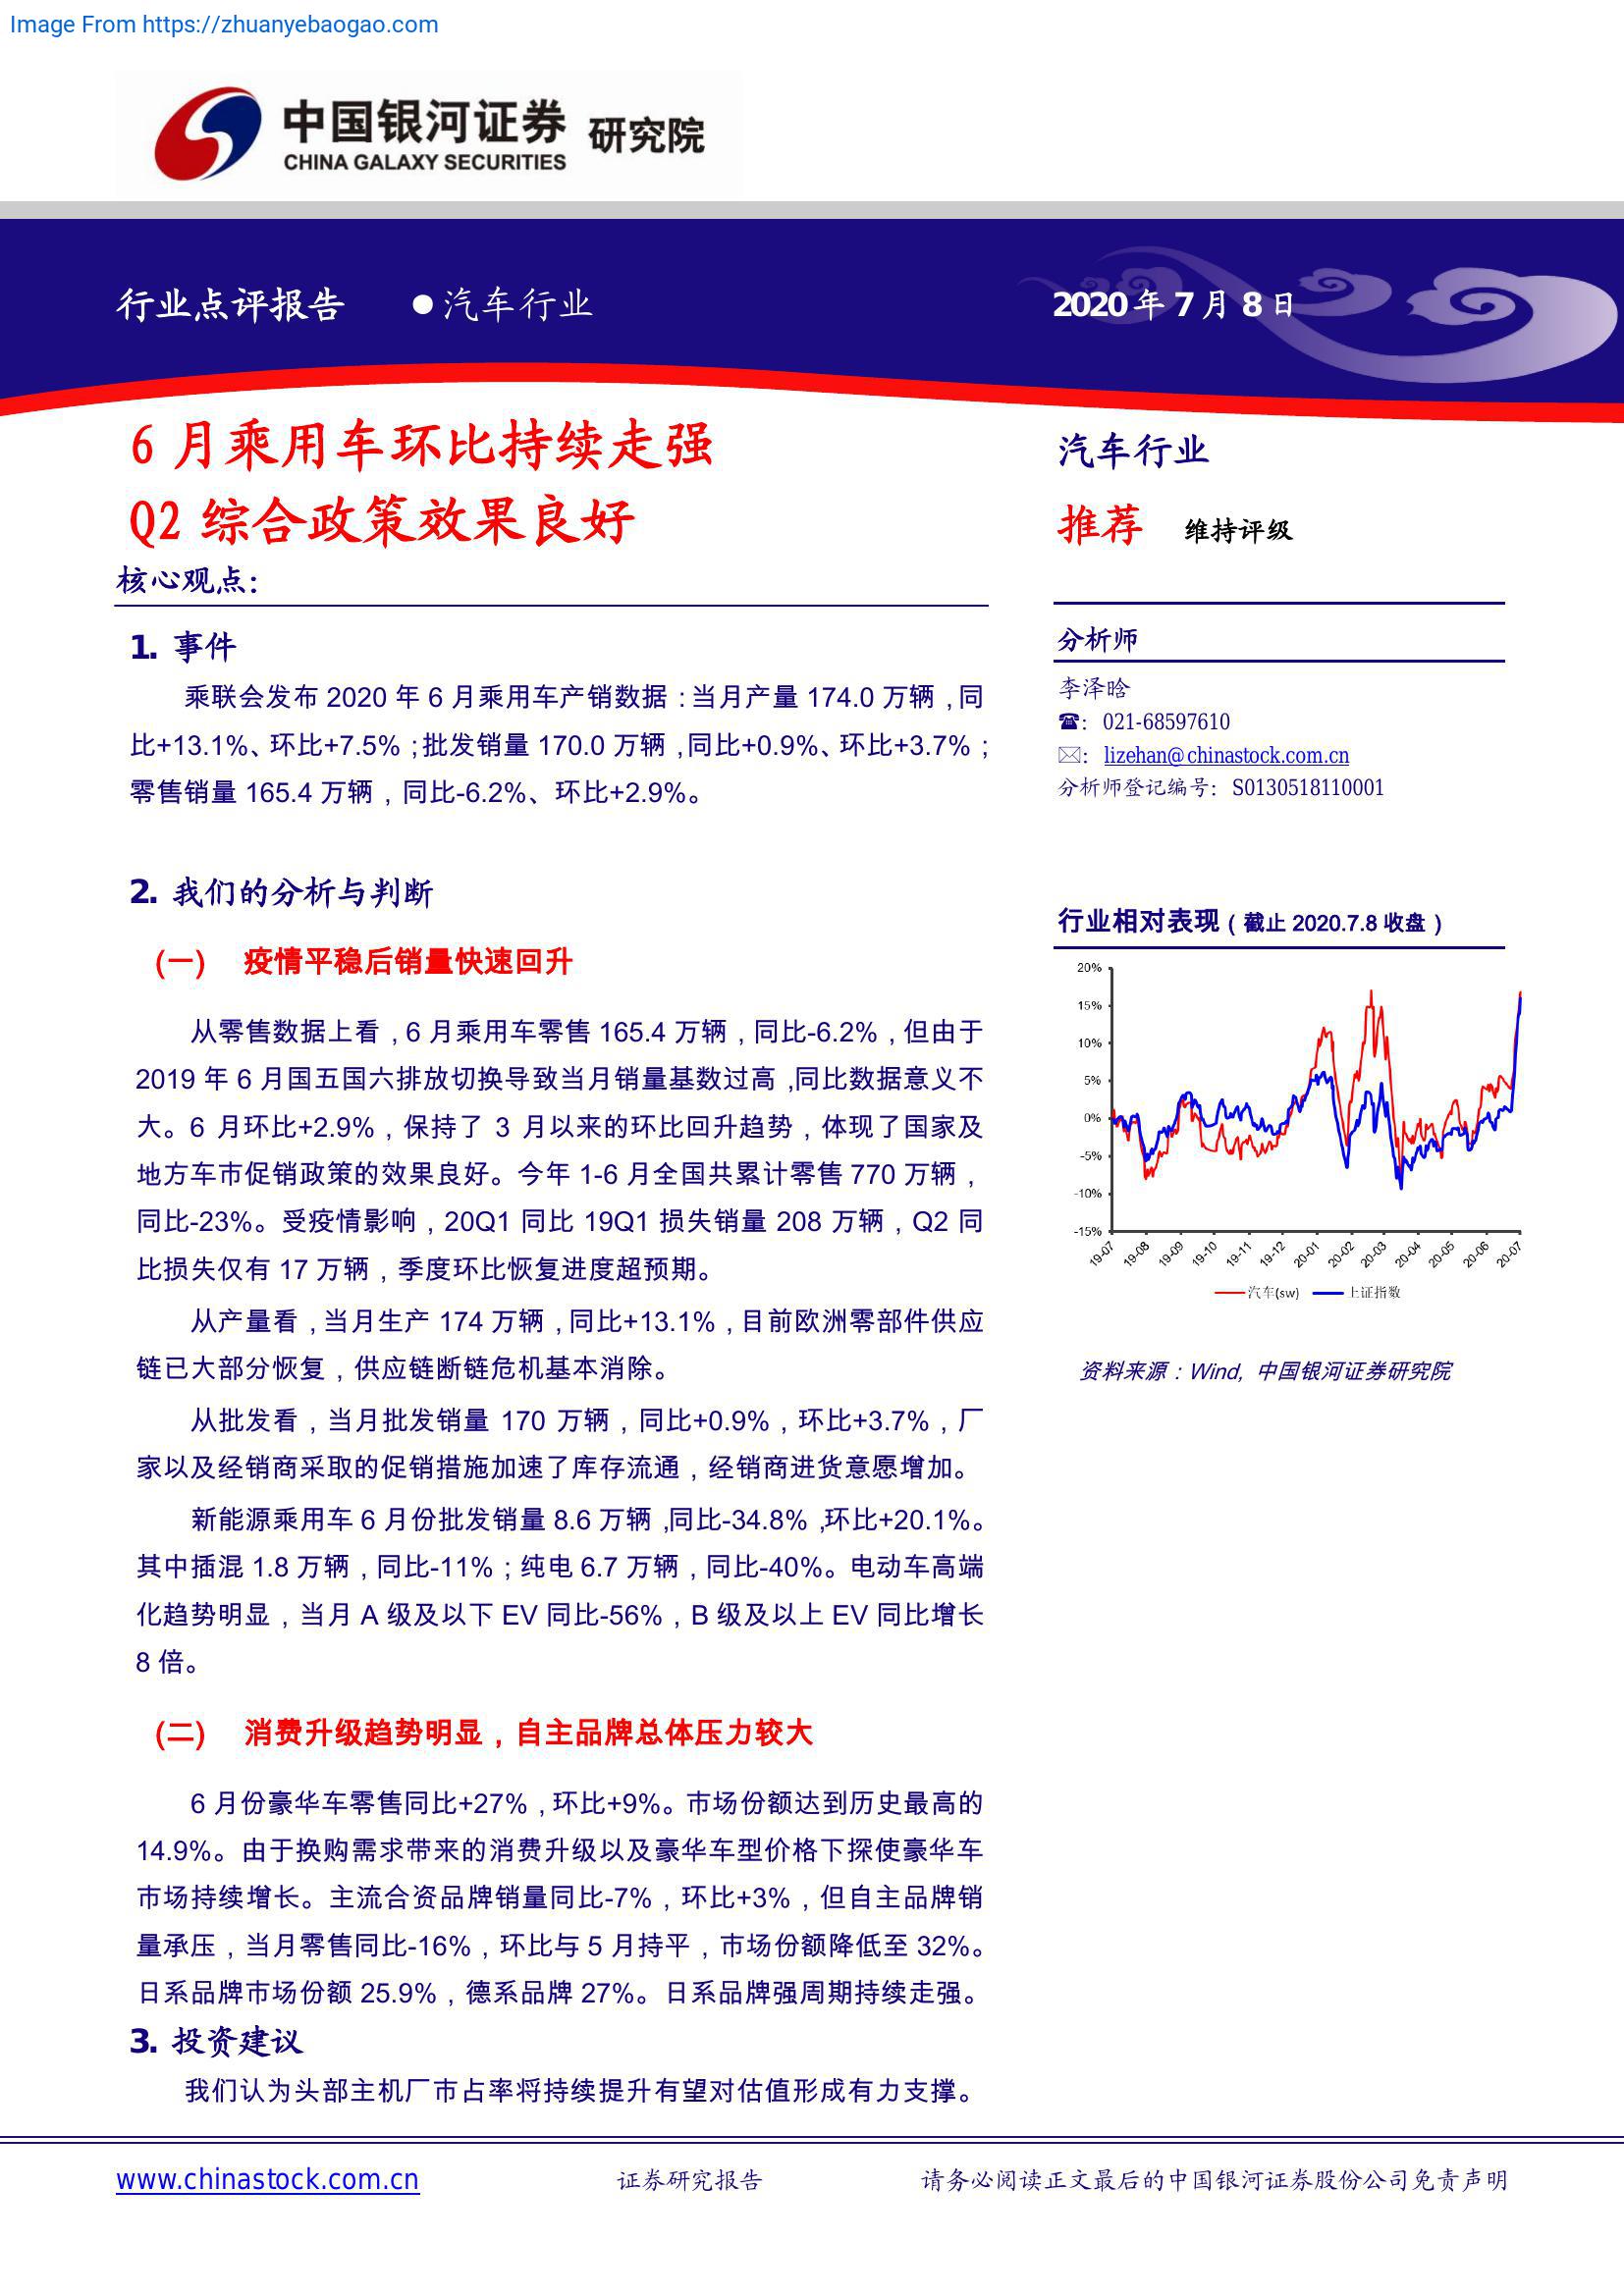 Image From https://zhuanyebaogao.com
中国银河证券 研究院
CHINA GALAXY SECURITIES
行业点评报告 ●汽车行业 2020年7月8日
6月乘用车环比持续走强
Q2综合政策效果良好
核心观点:
1. 事件
乘联会发布 2020 年 6 月乘用车产销数据：当月产量 174.0 万辆，同
比+13.1%、环比+7.5%；批发销量 170.0 万辆，同比+0.9%、环比+3.7%；
零售销量 165.4 万辆，同比-6.2%、环比+2.9%。
2. 我们的分析与判断
(一) 疫情平稳后销量快速回升
从零售数据上看，6 月乘用车零售 165.4 万辆，同比-6.2%，但由于
2019 年 6 月国五国六排放切换导致当月销量基数过高，同比数据意义不
大。6 月环比+2.9%，保持了 3 月以来的环比回升趋势，体现了国家及
地方车市促销政策的效果良好。今年 1-6 月全国共累计零售 770 万辆，
同比-23%。受疫情影响，20Q1 同比 19Q1 损失销量 208 万辆，Q2 同
比损失仅有 17 万辆，季度环比恢复进度超预期。
从产量看，当月生产 174 万辆，同比+13.1%，目前欧洲零部件供应
链已大部分恢复，供应链断链危机基本消除。
从批发看，当月批发销量 170 万辆，同比+0.9%，环比+3.7%，厂
家以及经销商采取的促销措施加速了库存流通，经销商进货意愿增加。
新能源乘用车 6 月份批发销量 8.6 万辆，同比-34.8%，环比+20.1%。
其中插混 1.8 万辆，同比-11%；纯电 6.7 万辆，同比-40%。电动车高端
化趋势明显，当月 A 级及以下 EV 同比-56%，B 级及以上 EV 同比增长
8 倍。
(二) 消费升级趋势明显，自主品牌总体压力较大
6 月份豪华车零售同比+27%，环比+9%。市场份额达到历史最高的
14.9%。由于换购需求带来的消费升级以及豪华车型价格下探使豪华车
市场持续增长。主流合资品牌销量同比-7%，环比+3%，但自主品牌销
量承压，当月零售同比-16%，环比与 5 月持平，市场份额降低至 32%。
日系品牌市场份额 25.9%，德系品牌 27%。日系品牌强周期持续走强。
3. 投资建议
我们认为头部主机厂市占率将持续提升有望对估值形成有力支撑。
汽车行业
推荐 维持评级
分析师
李泽晗
☎：021-68597610
✉：lizehan@chinastock.com.cn
分析师登记编号：S0130518110001
行业相对表现（截止 2020.7.8 收盘）
20%
15%
10%
5%
0%
-5%
-10%
-15%
19-07 19-08 19-09 19-10 19-11 19-12 20-01 20-02 20-03 20-04 20-05 20-06 20-07
汽车(sw) 上证指数
资料来源：Wind, 中国银河证券研究院
www.chinastock.com.cn 证券研究报告 请务必阅读正文最后的中国银河证券股份公司免责声明